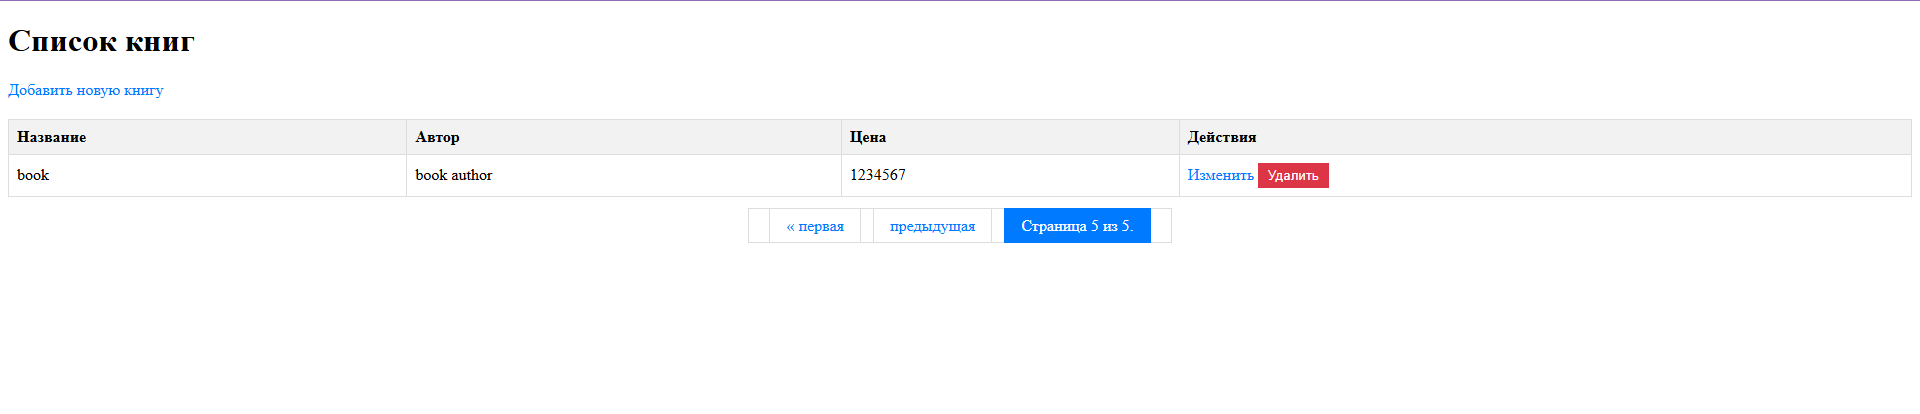 Список книг
Добавить новую книгу
Название Автор Цена Действия
book book author 1234567 Изменить Удалить
« первая предыдущая Страница 5 из 5.